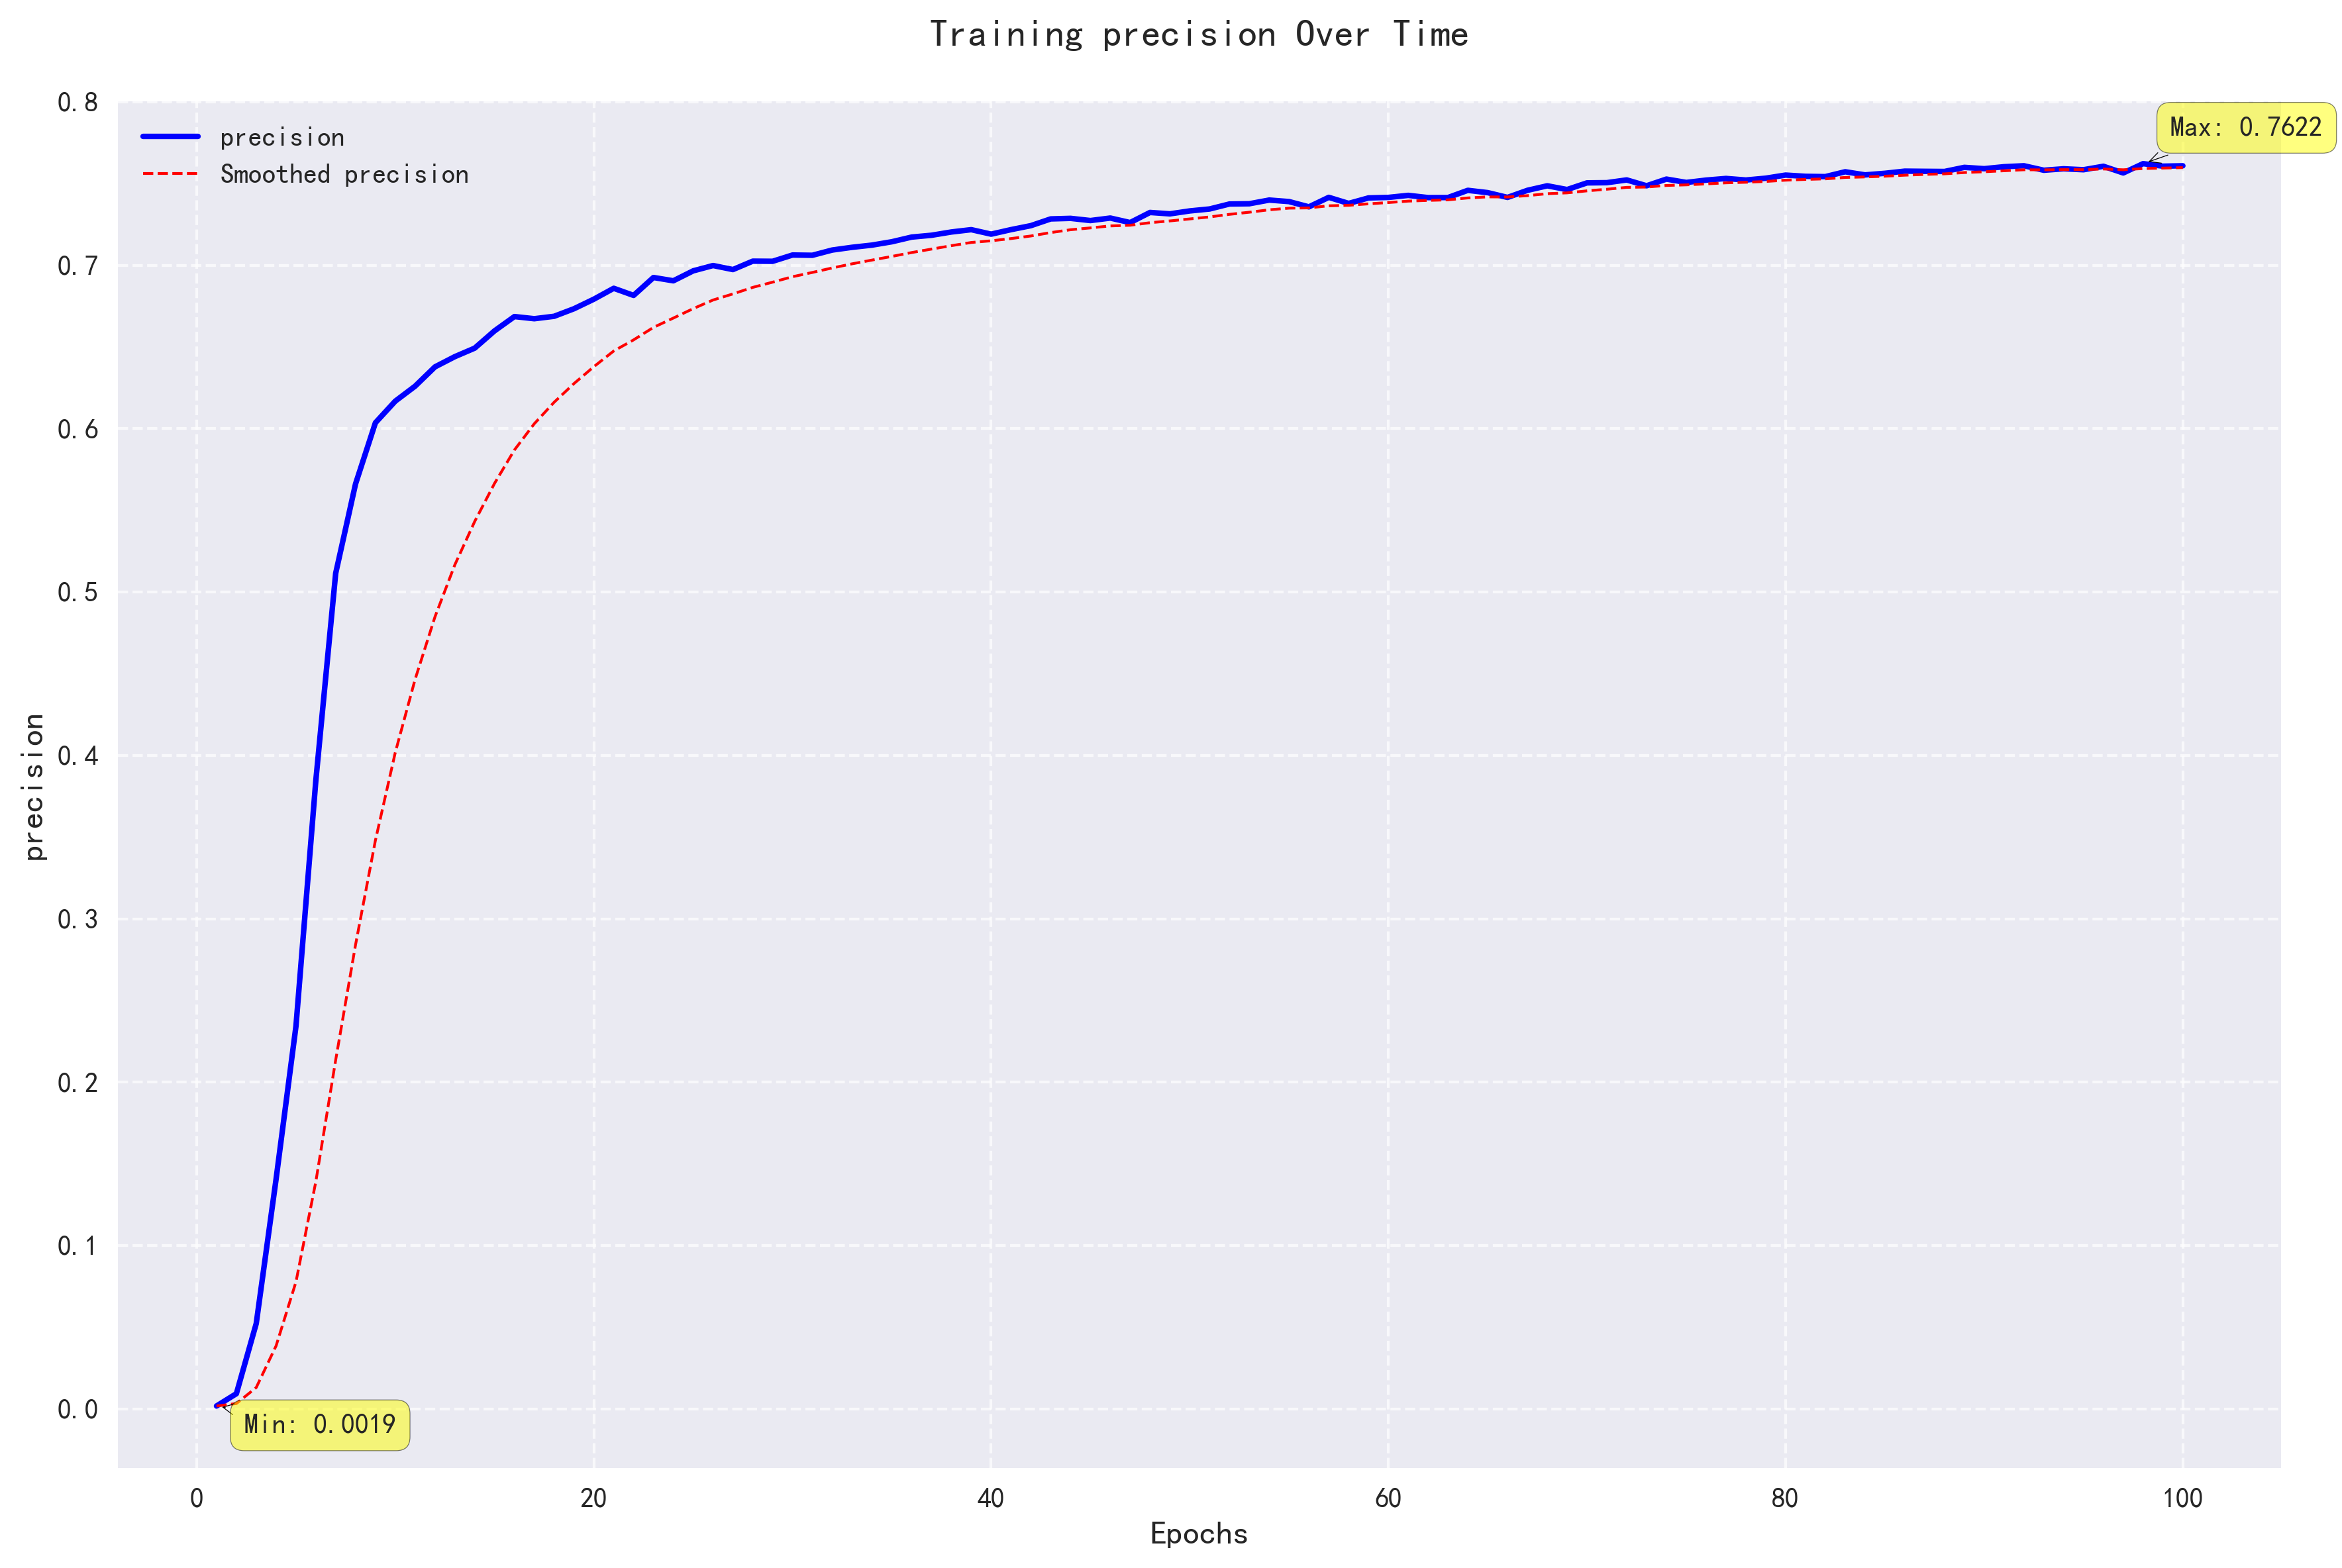 Training precision Over Time
precision
Smoothed precision
Max: 0.7622
0.8
0.7
0.6
0.5
0.4
0.3
0.2
0.1
0.0
precision
Min: 0.0019
0 20 40 60 80 100
Epochs